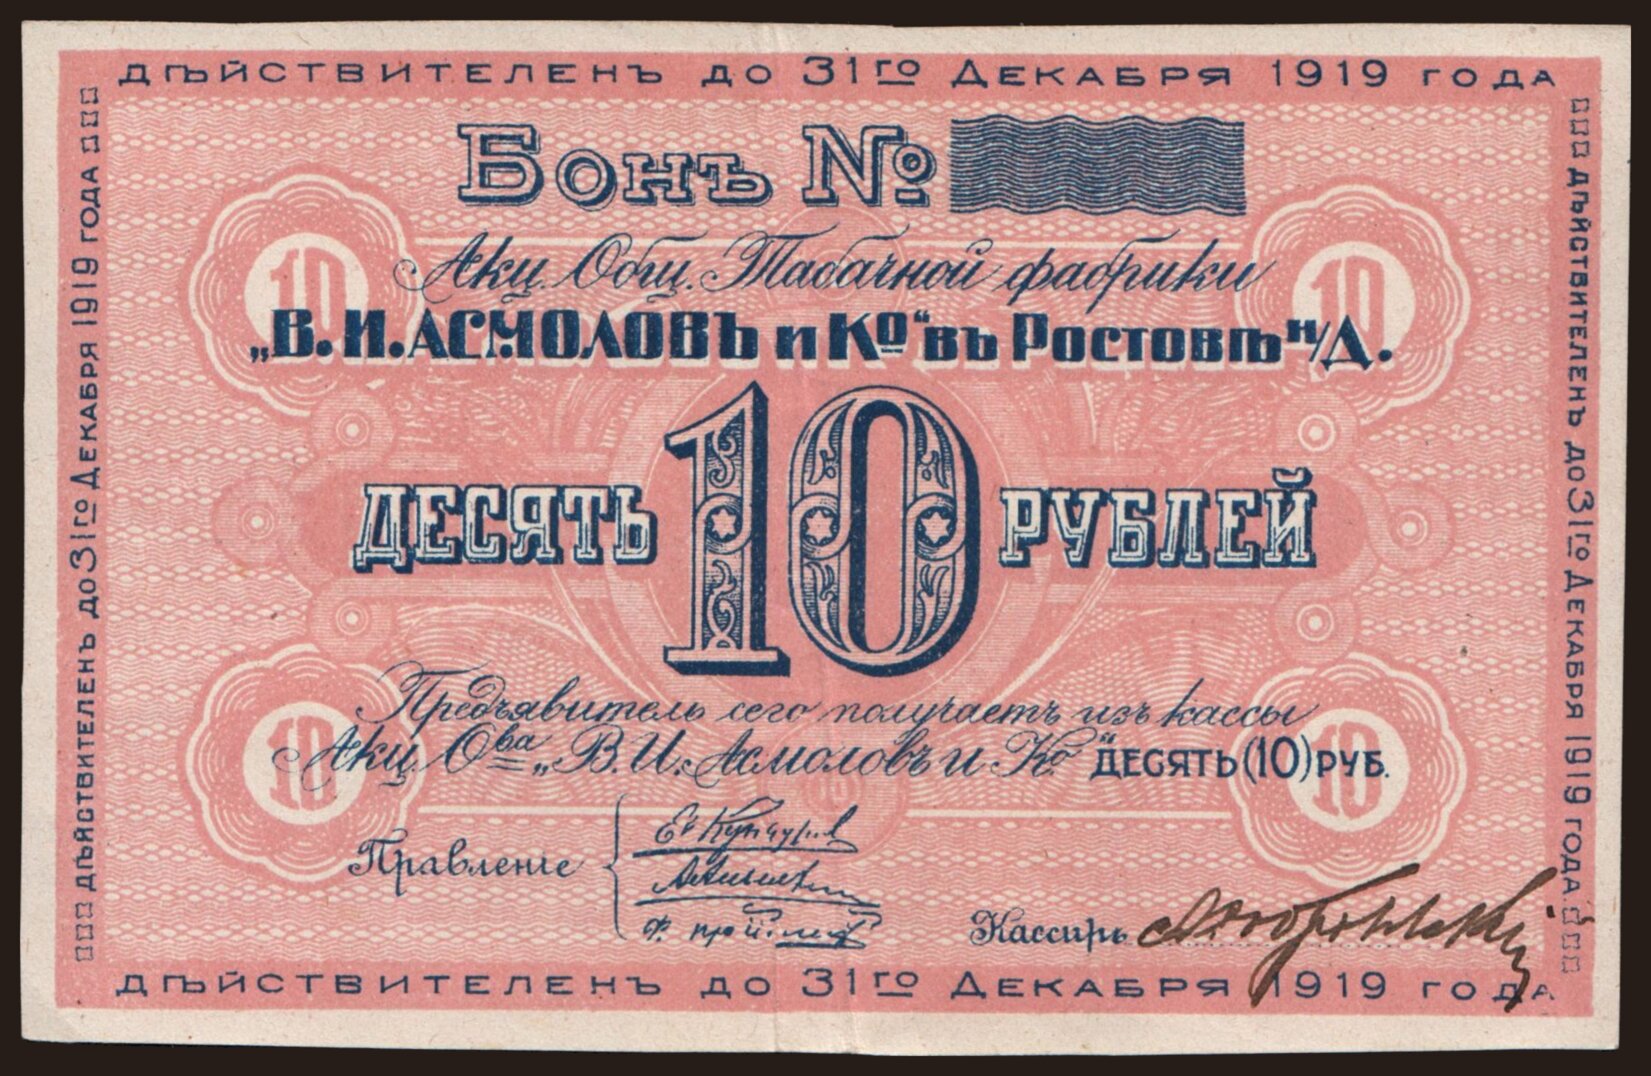 Дѣйствителенъ до 31го Декабря 1919 года
Бонъ №
Акц. Общ. Табачной фабрики
„В. И. Асмоловъ и Ко“ въ Ростовѣ н/Д.
10
10
ДЕСЯТЬ 10 РУБЛЕЙ
Предъявитель сего получаетъ изъ кассы
Акц. О-ва „В. И. Асмоловъ и Ко“ ДЕСЯТЬ (10) РУБ.
10
10
10
Правленіе
Кассиръ
Дѣйствителенъ до 31го Декабря 1919 года
Дѣйствителенъ до 31го Декабря 1919 года
Дѣйствителенъ до 31го Декабря 1919 года.